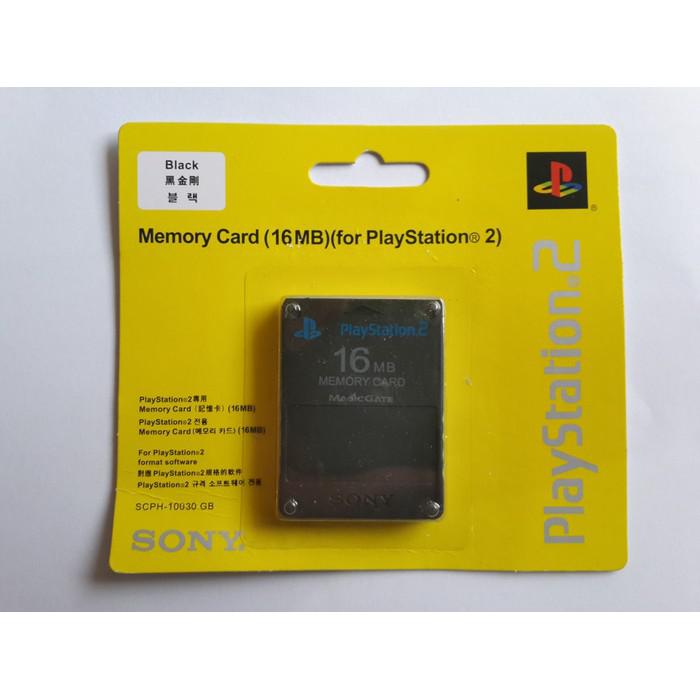 Black
黑金剛
블랙
Memory Card (16MB)(for PlayStation® 2)
PlayStation®2專用
Memory Card (記憶卡) (16MB)
PlayStation®2 전용
Memory Card (메모리 카드) (16MB)
For PlayStation®2
format software
對應PlayStation®2規格的軟件
PlayStation®2 규격 소프트웨어 전용
SCPH-10030 GB
SONY
PlayStation.2
16 MB
MEMORY CARD
MAGICGATE
SONY
®
PlayStation.2